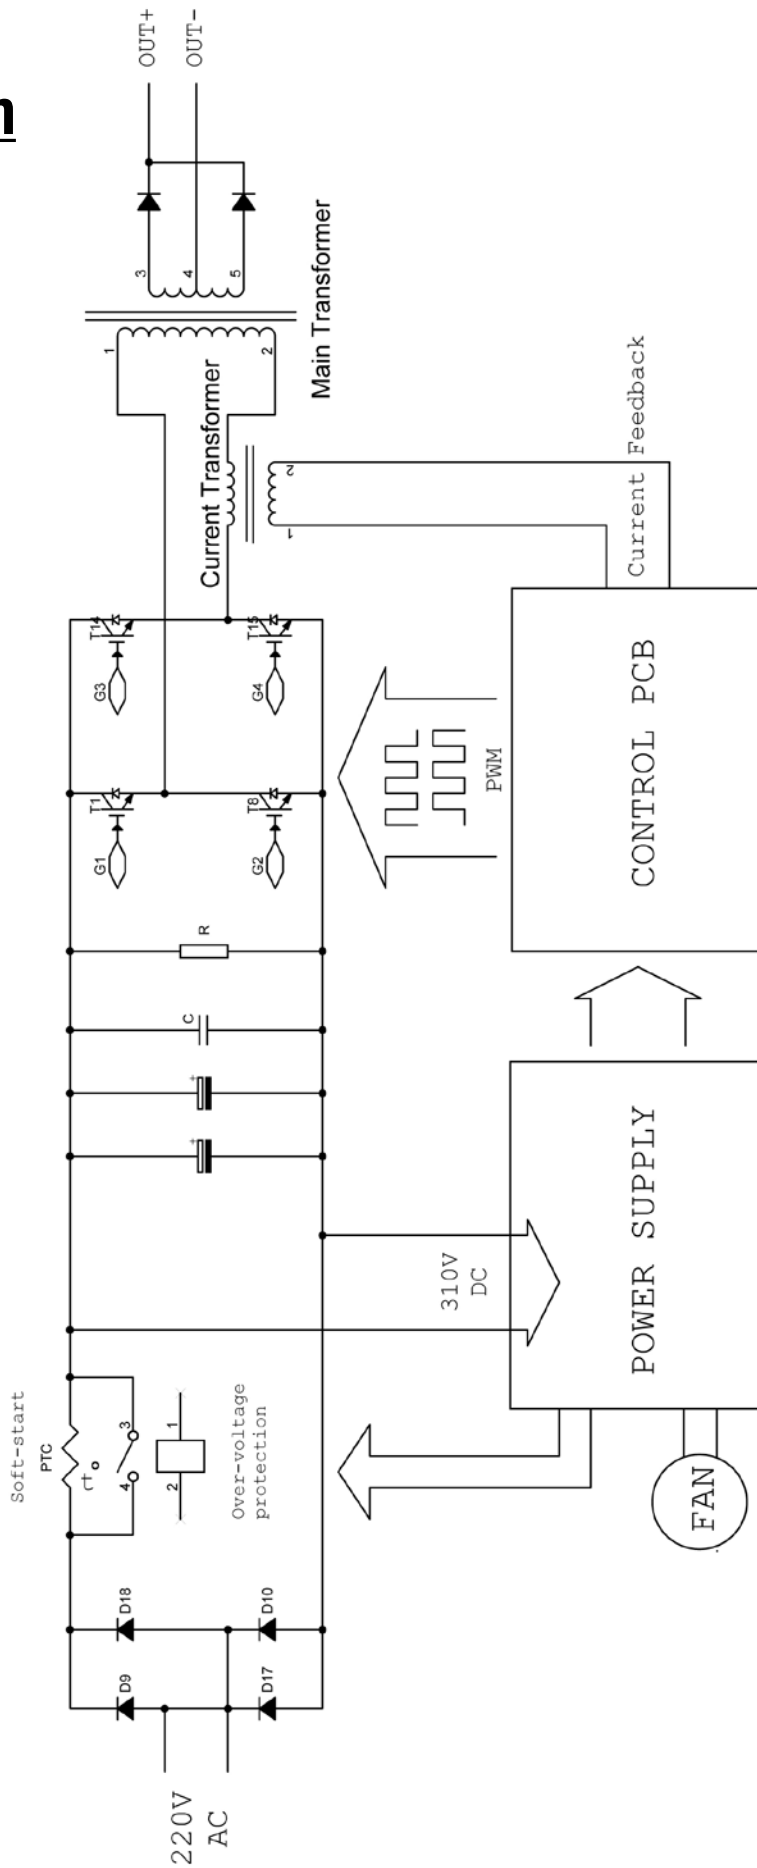 n
OUT+
OUT-
3
4
5
1
2
Main Transformer
Current Transformer
2
1
Current Feedback
T14
G3
T15
G4
T1
G1
T8
G2
PWM
CONTROL PCB
R
C
+
+
310V
DC
POWER SUPPLY
Soft-start
PTC
rt
3
4
1
2
Over-voltage
protection
FAN
D18
D10
D9
D17
220V
AC